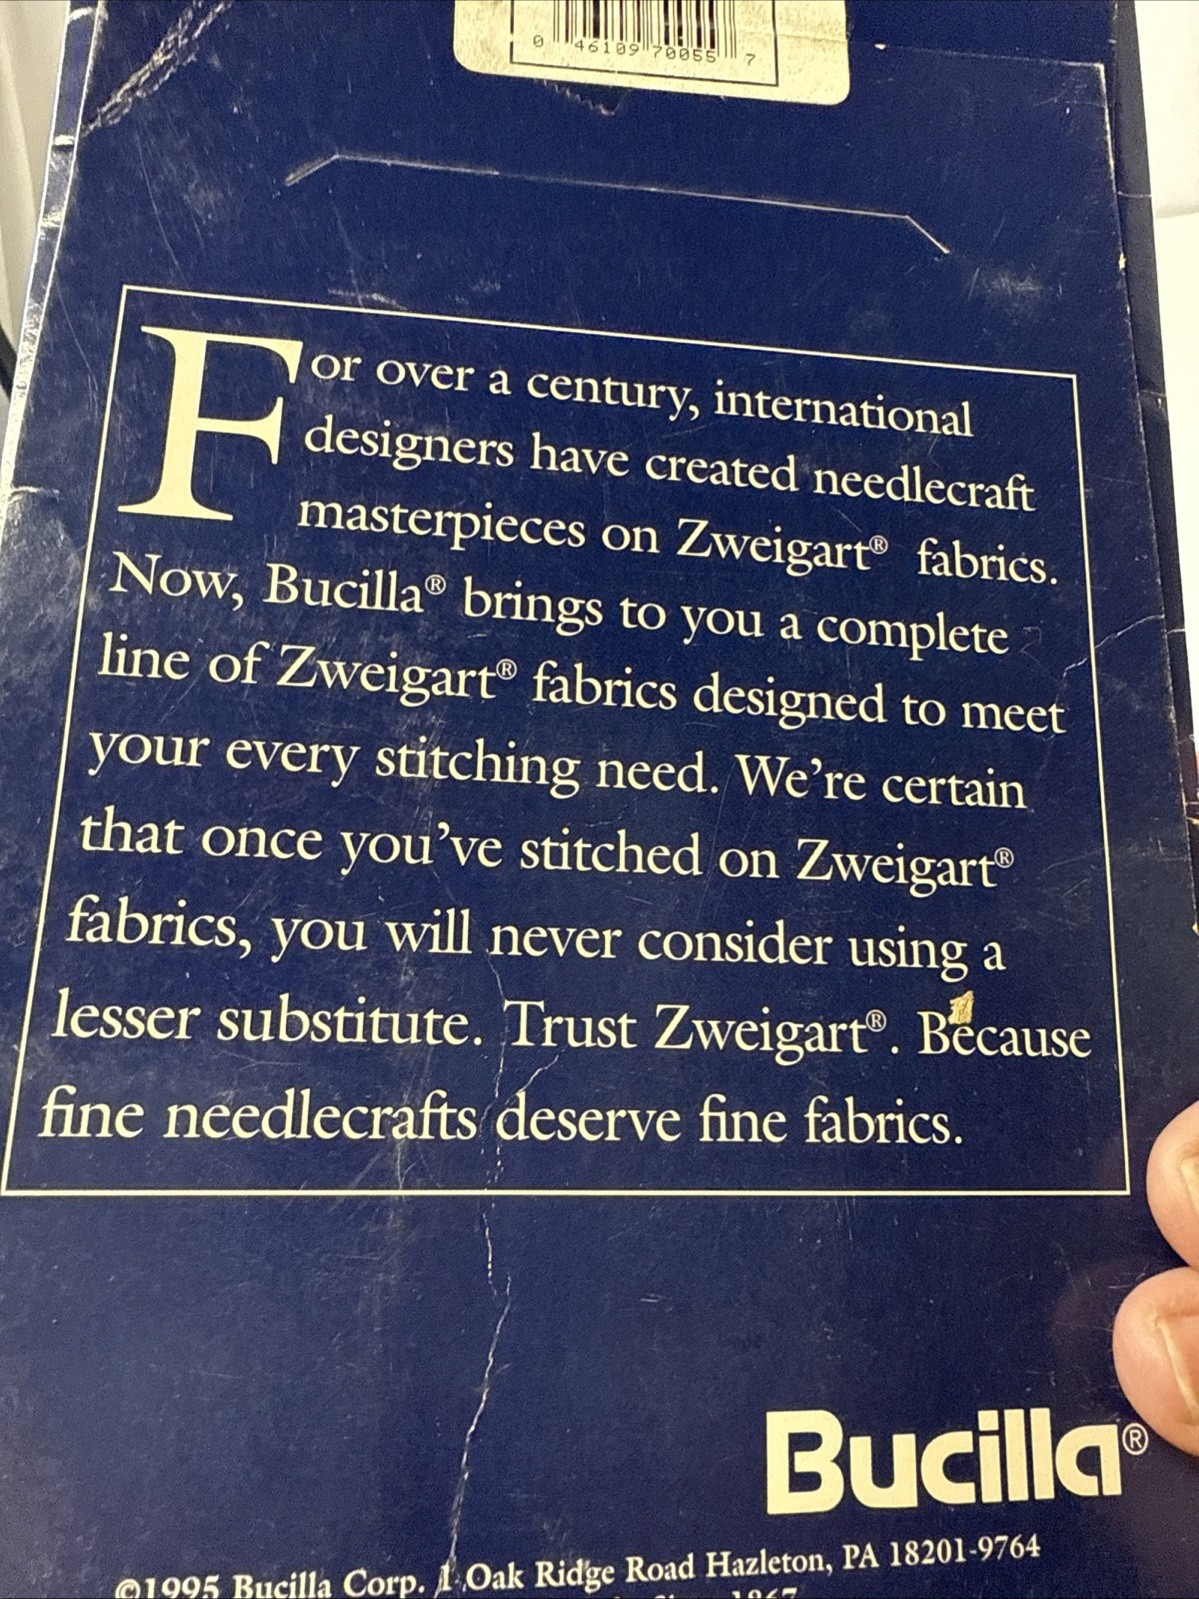 0 46109 70055 7
For over a century, international
designers have created needlecraft
masterpieces on Zweigart® fabrics.
Now, Bucilla® brings to you a complete
line of Zweigart® fabrics designed to meet
your every stitching need. We're certain
that once you've stitched on Zweigart®
fabrics, you will never consider using a
lesser substitute. Trust Zweigart®. Because
fine needlecrafts deserve fine fabrics.
Bucilla®
©1995 Bucilla Corp. 1 Oak Ridge Road Hazleton, PA 18201-9764
1867